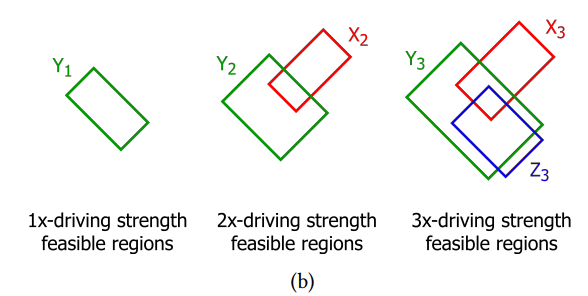 Y1
Y2
X2
Y3
X3
Z3
1x-driving strength
feasible regions
2x-driving strength
feasible regions
3x-driving strength
feasible regions
(b)